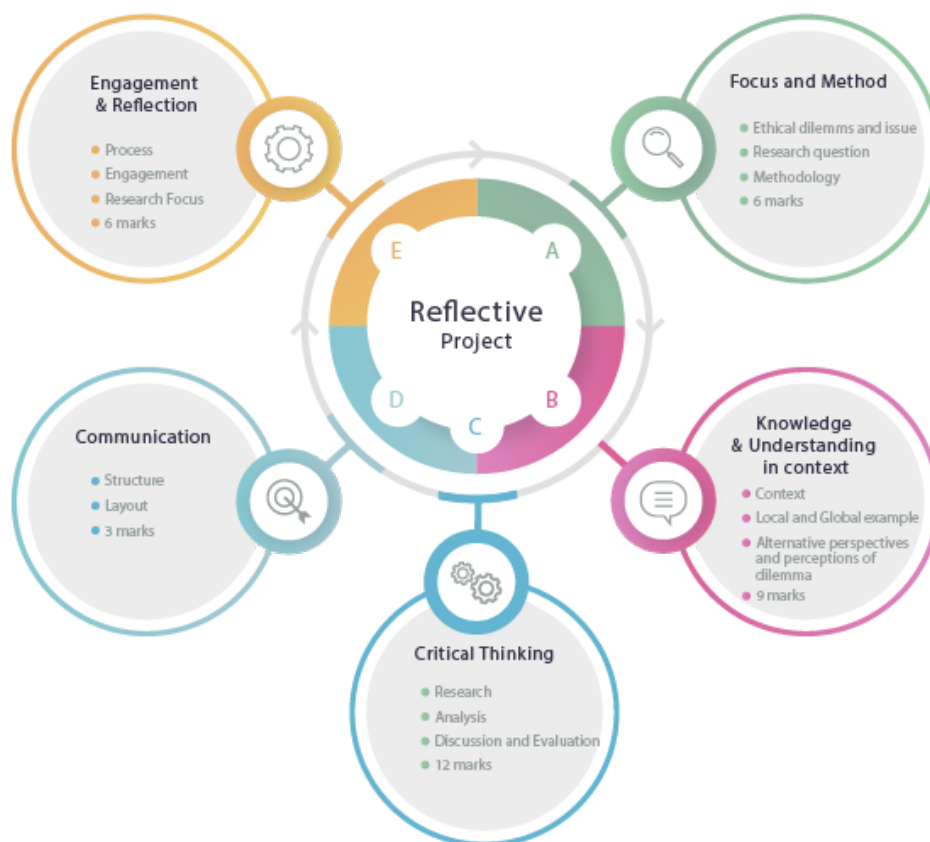 Engagement
& Reflection
Process
Engagement
Research Focus
6 marks
Focus and Method
Ethical dilemms and issue
Research question
Methodology
6 marks
E
A
Reflective
Project
D
C
B
Communication
Structure
Layout
3 marks
Knowledge
& Understanding
in context
Context
Local and Global example
Alternative perspectives
and perceptions of
dilemma
9 marks
Critical Thinking
Research
Analysis
Discussion and Evaluation
12 marks